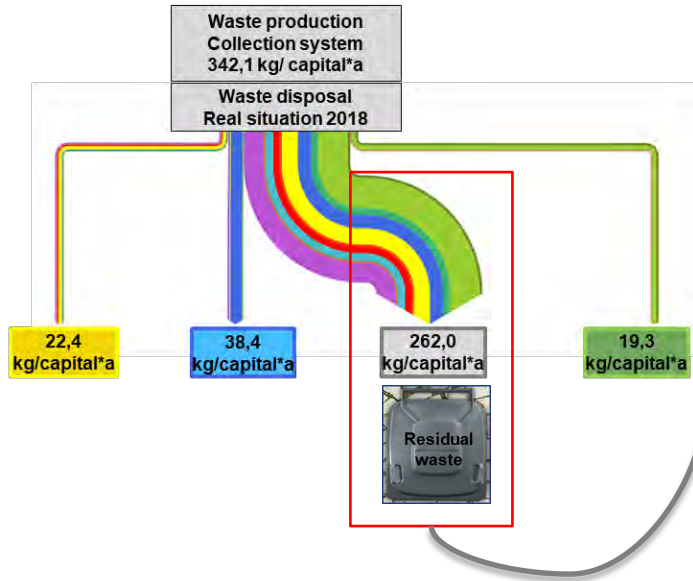 Waste production
Collection system
342,1 kg/ capital*a
Waste disposal
Real situation 2018
22,4
kg/capital*a
38,4
kg/capital*a
262,0
kg/capital*a
19,3
kg/capital*a
Residual
waste